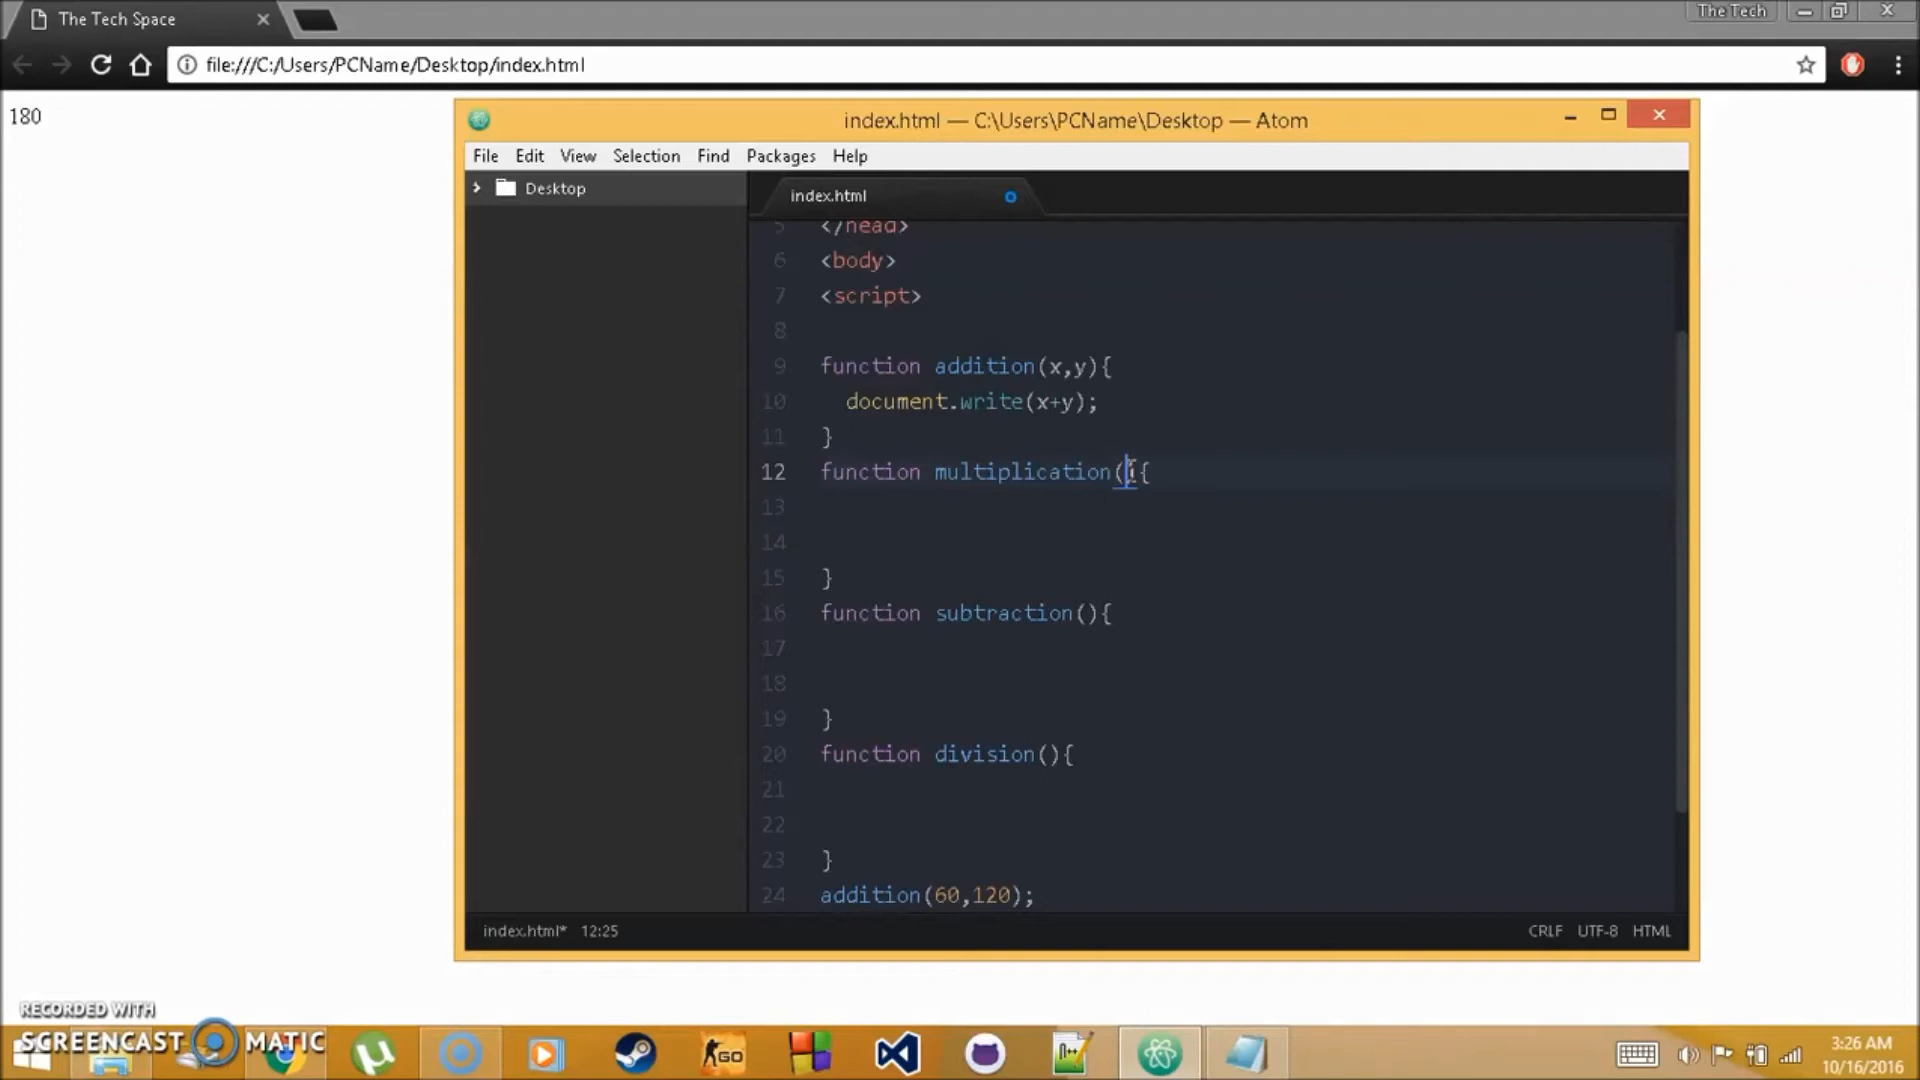 The Tech Space
The Tech
file:///C:/Users/PCName/Desktop/index.html
180
index.html — C:\Users\PCName\Desktop — Atom
File Edit View Selection Find Packages Help
Desktop
index.html
5 </head>
6 <body>
7 <script>
8
9 function addition(x,y){
10 document.write(x+y);
11 }
12 function multiplication(){
13
14
15 }
16 function subtraction(){
17
18
19 }
20 function division(){
21
22
23 }
24 addition(60,120);
index.html* 12:25 CRLF UTF-8 HTML
RECORDED WITH
SCREENCAST MATIC
GO
3:26 AM
10/16/2016